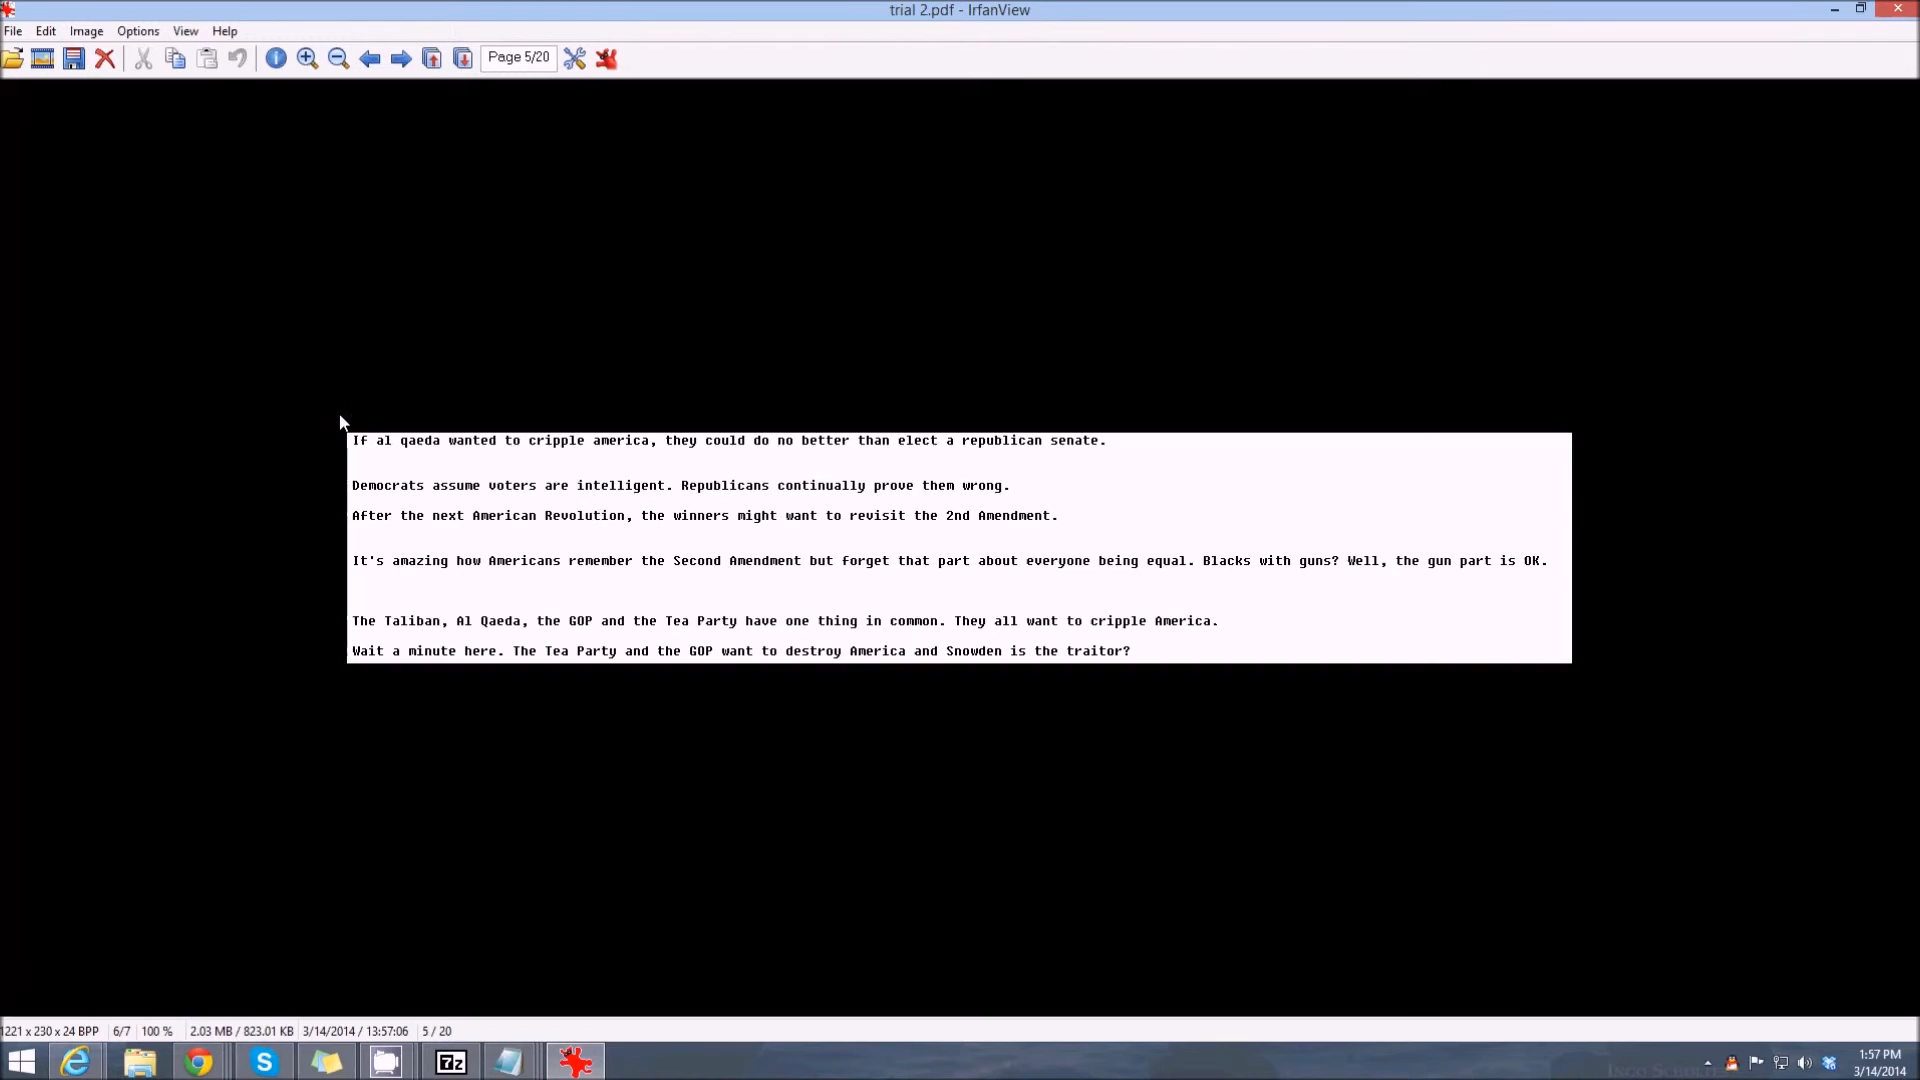 trial 2.pdf - IrfanView
File Edit Image Options View Help
Page 5/20
If al qaeda wanted to cripple america, they could do no better than elect a republican senate.
Democrats assume voters are intelligent. Republicans continually prove them wrong.
After the next American Revolution, the winners might want to revisit the 2nd Amendment.
It's amazing how Americans remember the Second Amendment but forget that part about everyone being equal. Blacks with guns? Well, the gun part is OK.
The Taliban, Al Qaeda, the GOP and the Tea Party have one thing in common. They all want to cripple America.
Wait a minute here. The Tea Party and the GOP want to destroy America and Snowden is the traitor?
1221 x 230 x 24 BPP 6/7 100 % 2.03 MB / 823.01 KB 3/14/2014 / 13:57:06 5 / 20
7z
1:57 PM
3/14/2014